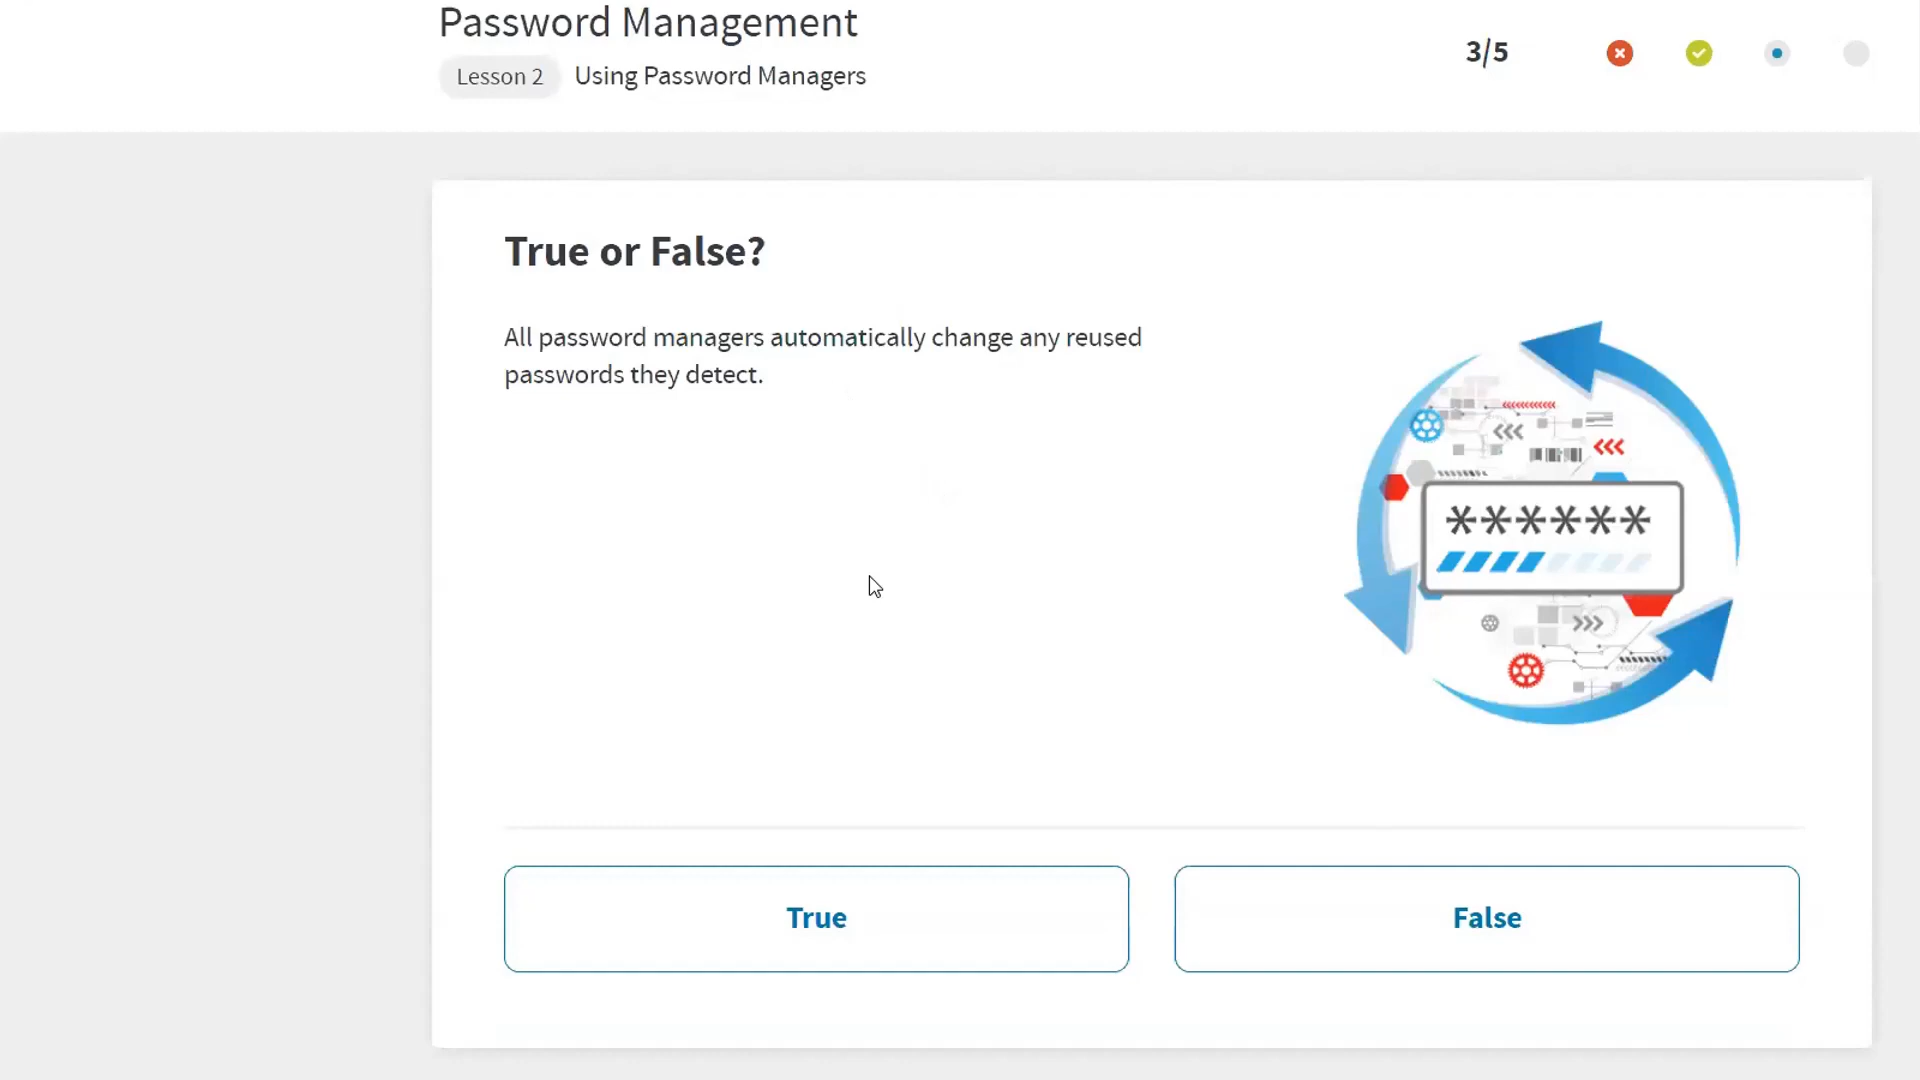 Password Management
3/5
Lesson 2 Using Password Managers
True or False?
All password managers automatically change any reused
passwords they detect.
******
True
False